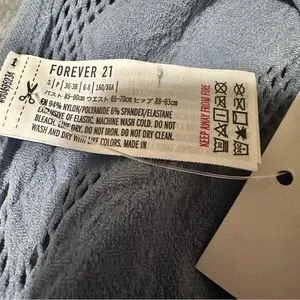 FOREVER 21
S P 36-38 6-8 160/86A
バスト 85-90cm ウエスト 65-70cm ヒップ 88-93cm
EN 94% NYLON/POLYAMIDE 6% SPANDEX/ELASTANE
EXCLUSIVE OF ELASTIC. MACHINE WASH COLD. DO NOT
BLEACH. LINE DRY. DO NOT IRON. DO NOT DRY CLEAN.
WASH AND DRY WITH LIKE COLORS. MADE IN
KEEP AWAY FROM FIRE